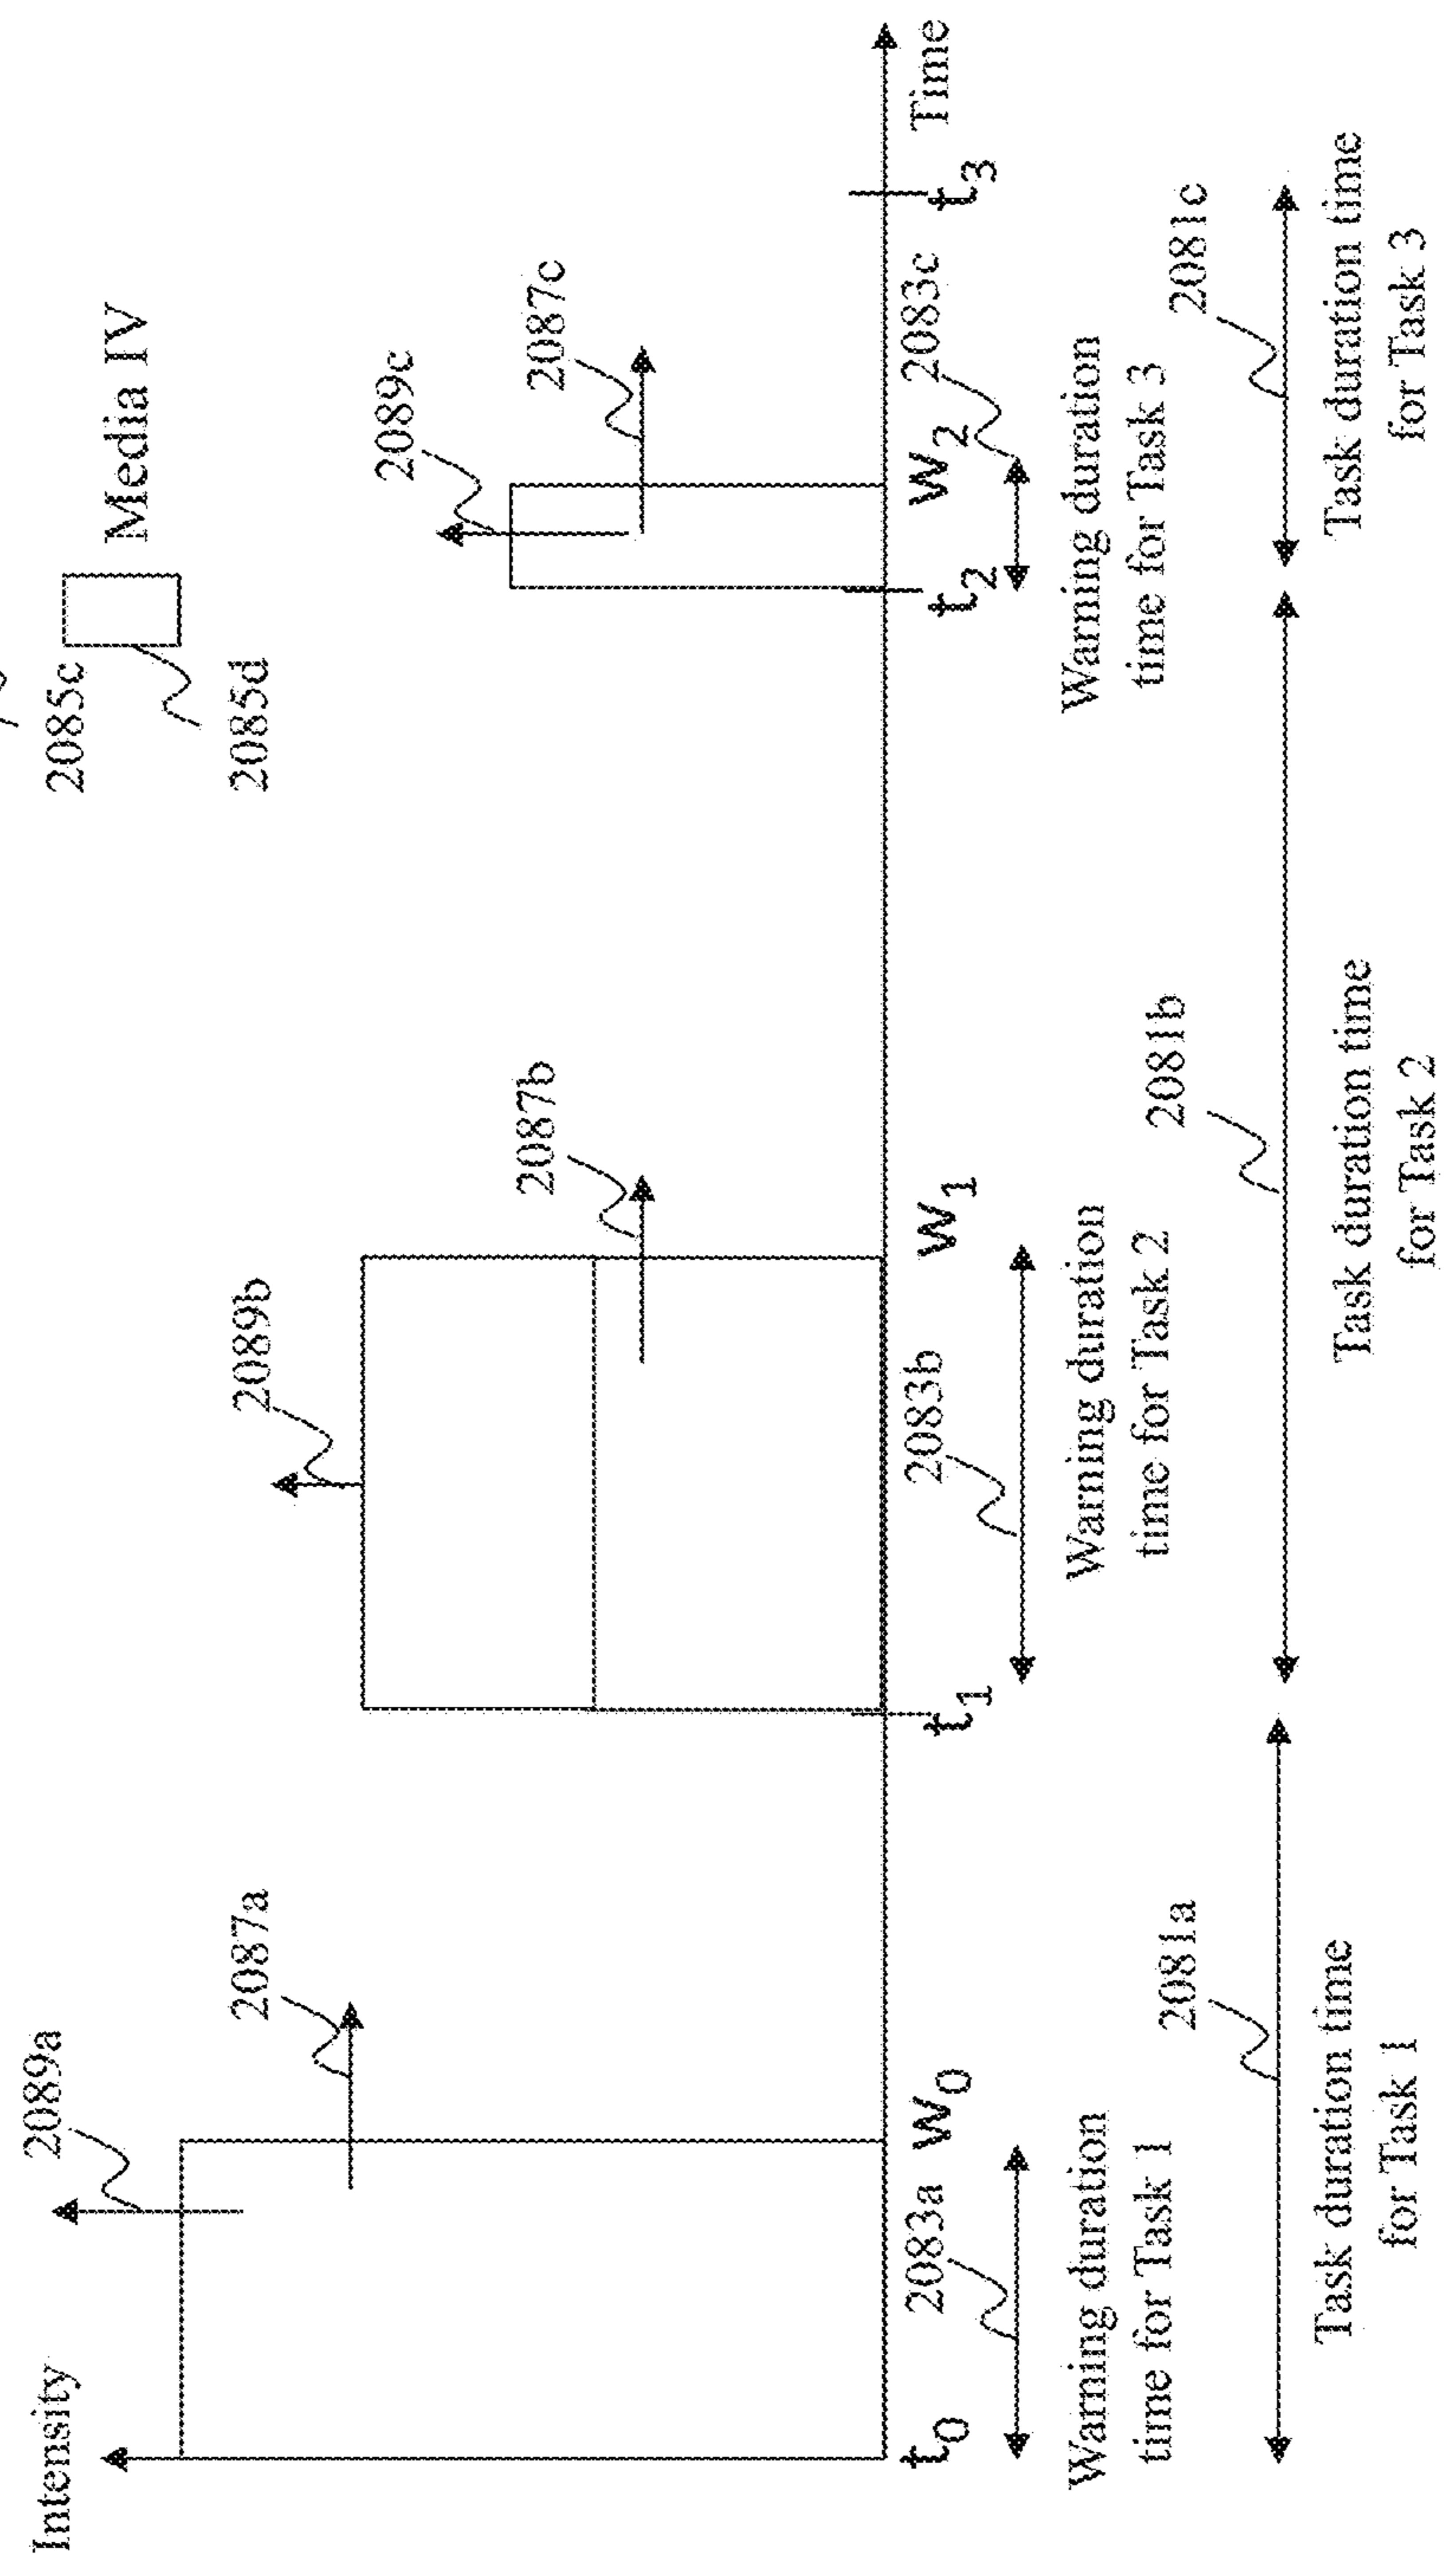 2085c
Media IV
2085d
Intensity
2089a
2087a
2089b
2087b
2089c
2087c
t0
2083a
w0
t1
2083b
w1
t2
w2
2083c
t3
Time
Warning duration
time for Task 1
Warning duration
time for Task 2
Warning duration
time for Task 3
2081a
2081b
2081c
Task duration time
for Task 1
Task duration time
for Task 2
Task duration time
for Task 3